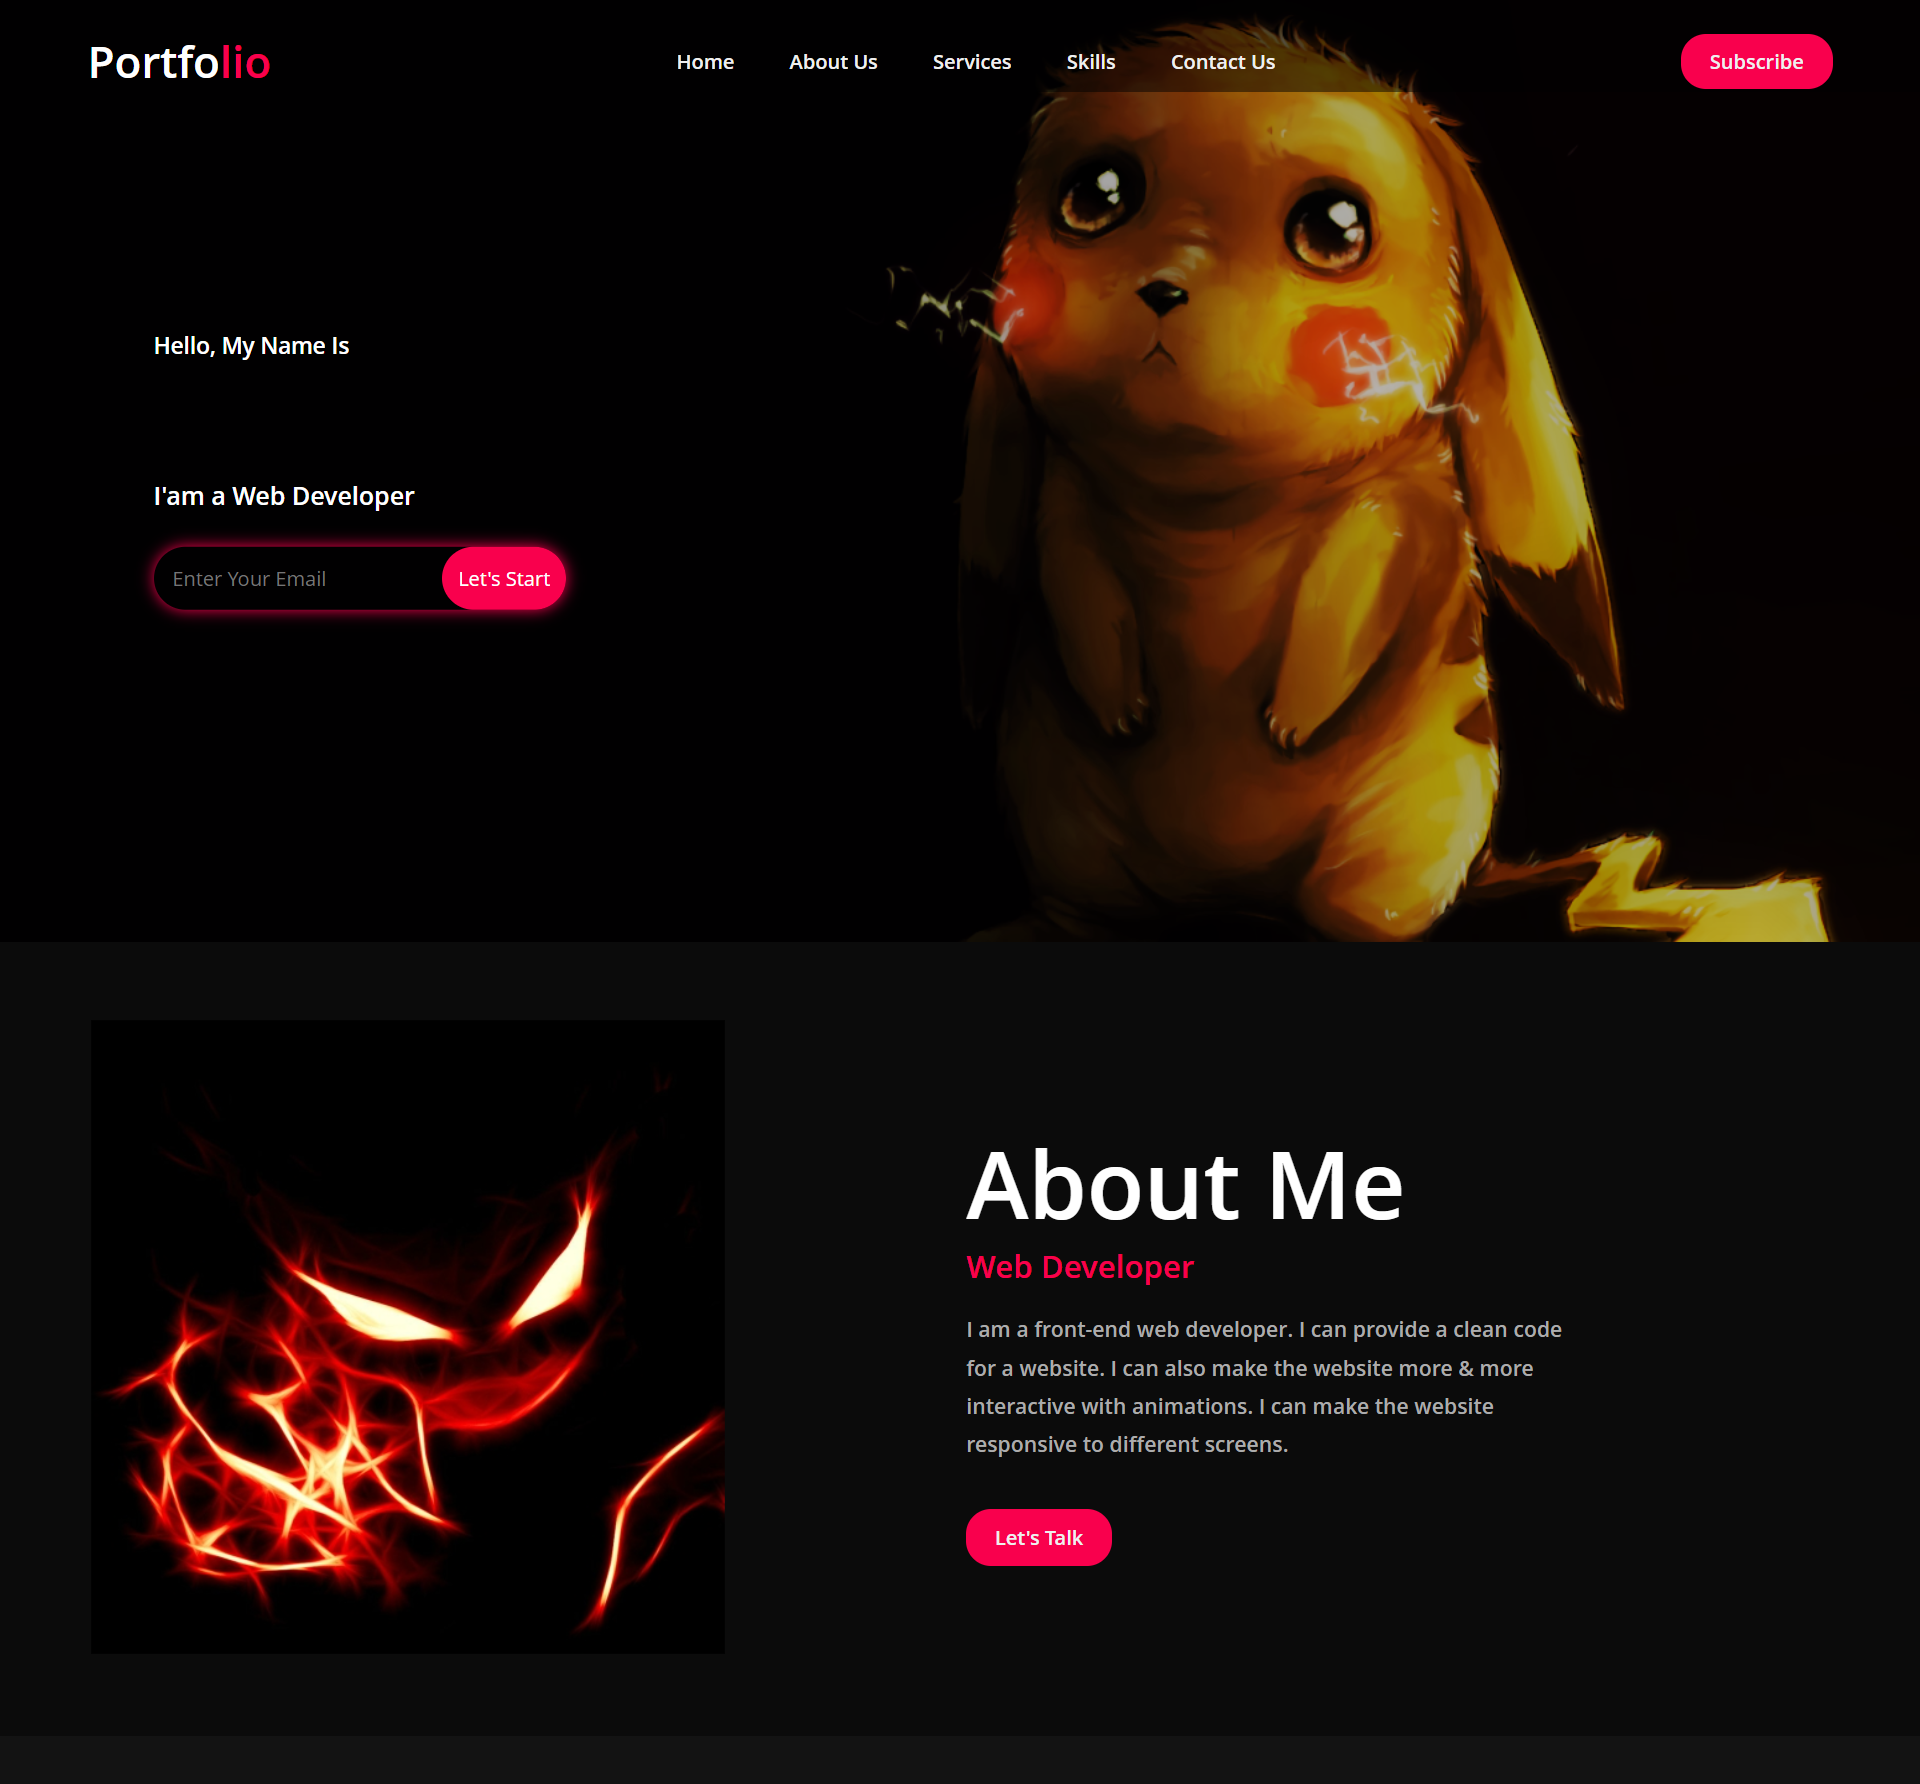 Portfolio
Home
About Us
Services
Skills
Contact Us
Subscribe
Hello, My Name Is
I'am a Web Developer
Enter Your Email
Let's Start
About Me
Web Developer
I am a front-end web developer. I can provide a clean code
for a website. I can also make the website more & more
interactive with animations. I can make the website
responsive to different screens.
Let's Talk